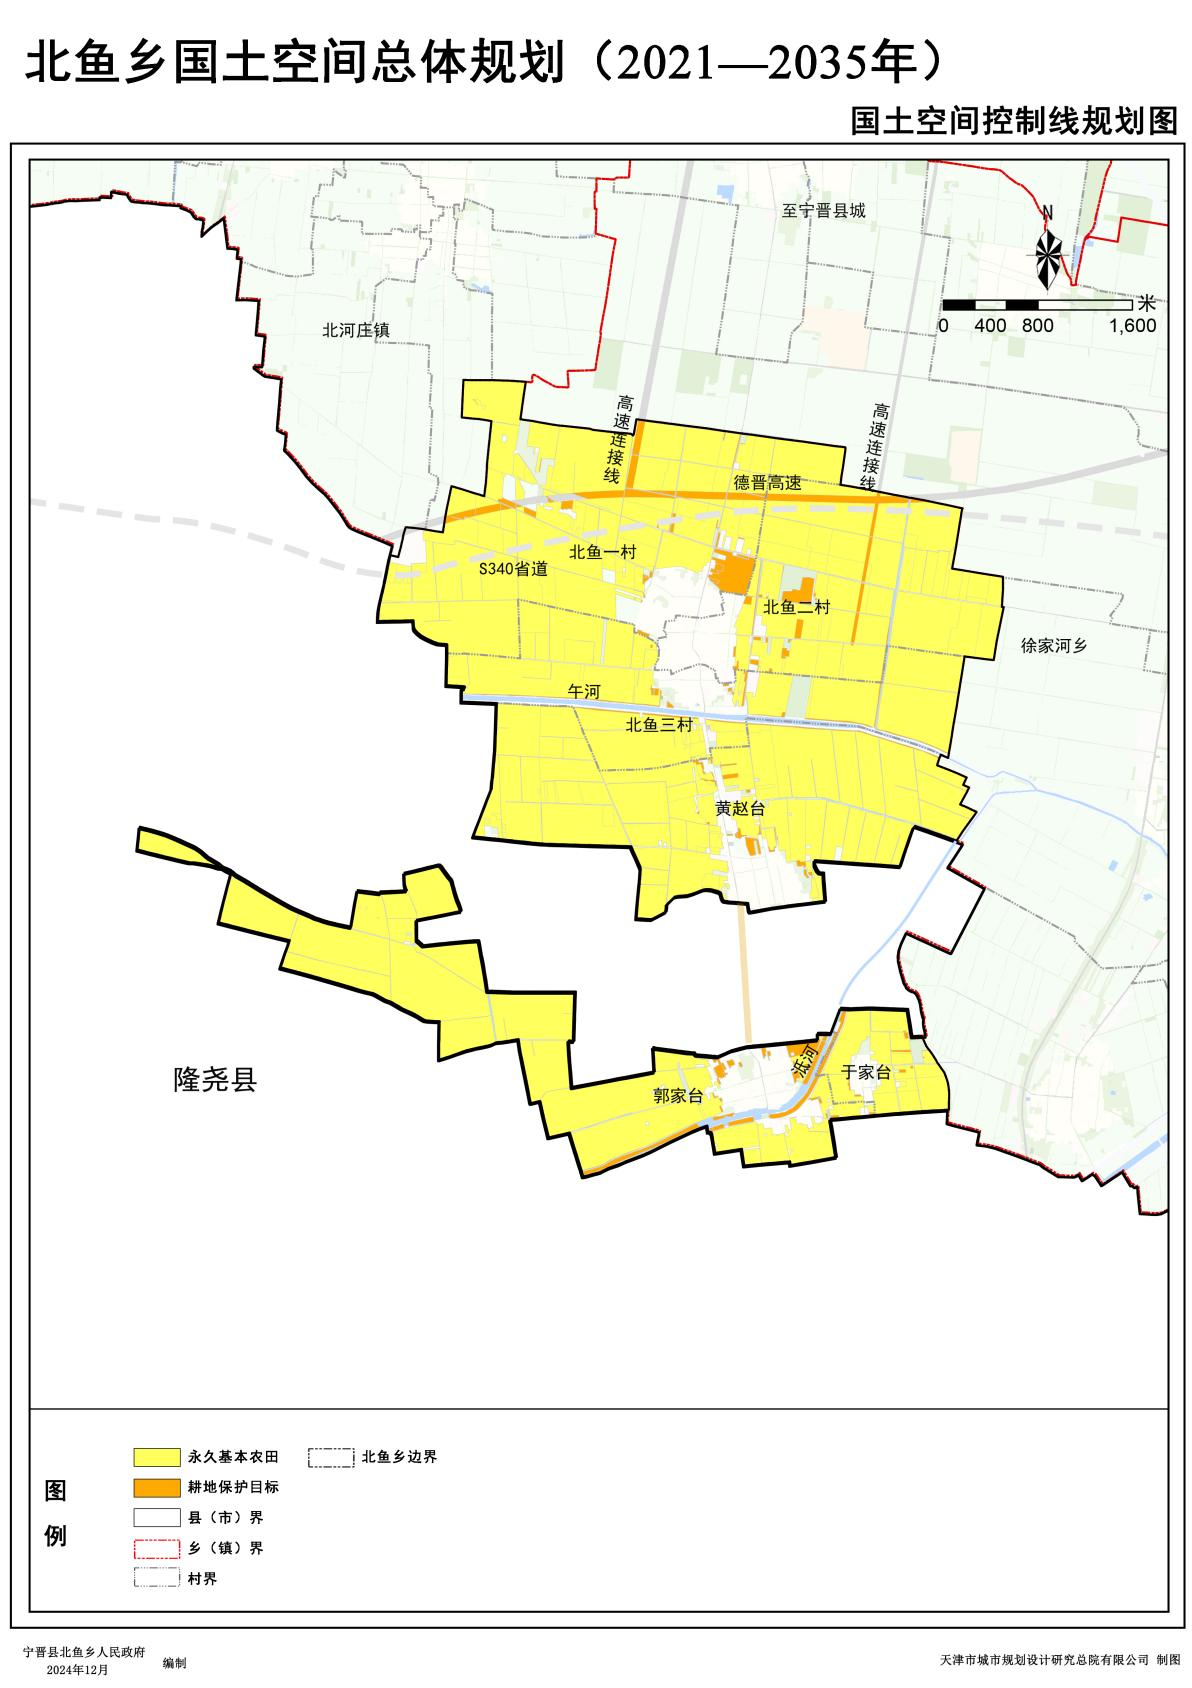 北鱼乡国土空间总体规划（2021—2035年）
国土空间控制线规划图
至宁晋县城
N
米
0 400 800 1,600
北河庄镇
高速连接线
高速连接线
德晋高速
北鱼一村
S340省道
北鱼二村
徐家河乡
午河
北鱼三村
黄赵台
隆尧县
泜河
于家台
郭家台
图例
永久基本农田
北鱼乡边界
耕地保护目标
县（市）界
乡（镇）界
村界
宁晋县北鱼乡人民政府
2024年12月
编制
天津市城市规划设计研究总院有限公司 制图